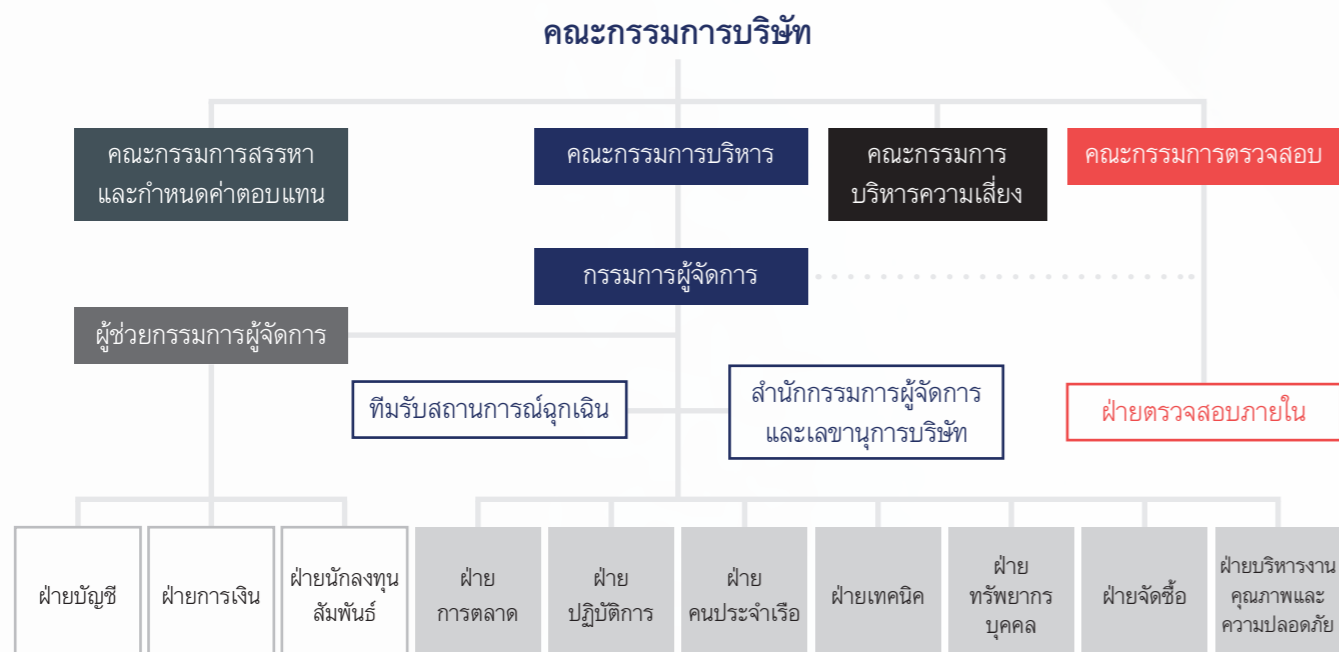 คณะกรรมการบริษัท
คณะกรรมการสรรหา
และกำหนดค่าตอบแทน
คณะกรรมการบริหาร
คณะกรรมการ
บริหารความเสี่ยง
คณะกรรมการตรวจสอบ
กรรมการผู้จัดการ
ผู้ช่วยกรรมการผู้จัดการ
ทีมรับสถานการณ์ฉุกเฉิน
สำนักกรรมการผู้จัดการ
และเลขานุการบริษัท
ฝ่ายตรวจสอบภายใน
ฝ่ายบัญชี
ฝ่ายการเงิน
ฝ่ายนักลงทุน
สัมพันธ์
ฝ่าย
การตลาด
ฝ่าย
ปฏิบัติการ
ฝ่าย
คนประจำเรือ
ฝ่ายเทคนิค
ฝ่าย
ทรัพยากร
บุคคล
ฝ่ายจัดซื้อ
ฝ่ายบริหารงาน
คุณภาพและ
ความปลอดภัย